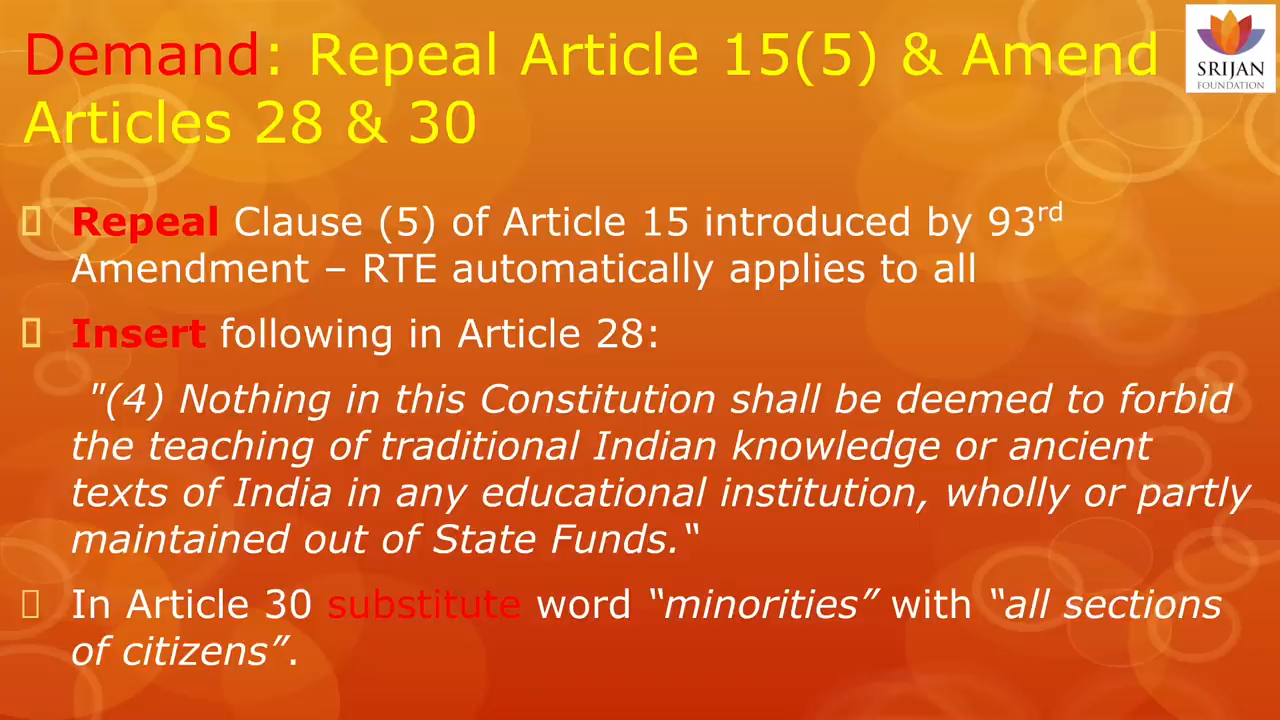 Demand: Repeal Article 15(5) & Amend
Articles 28 & 30
SRIJAN
FOUNDATION
Repeal Clause (5) of Article 15 introduced by 93rd
Amendment – RTE automatically applies to all
Insert following in Article 28:
"(4) Nothing in this Constitution shall be deemed to forbid
the teaching of traditional Indian knowledge or ancient
texts of India in any educational institution, wholly or partly
maintained out of State Funds.“
In Article 30 substitute word “minorities” with “all sections
of citizens”.